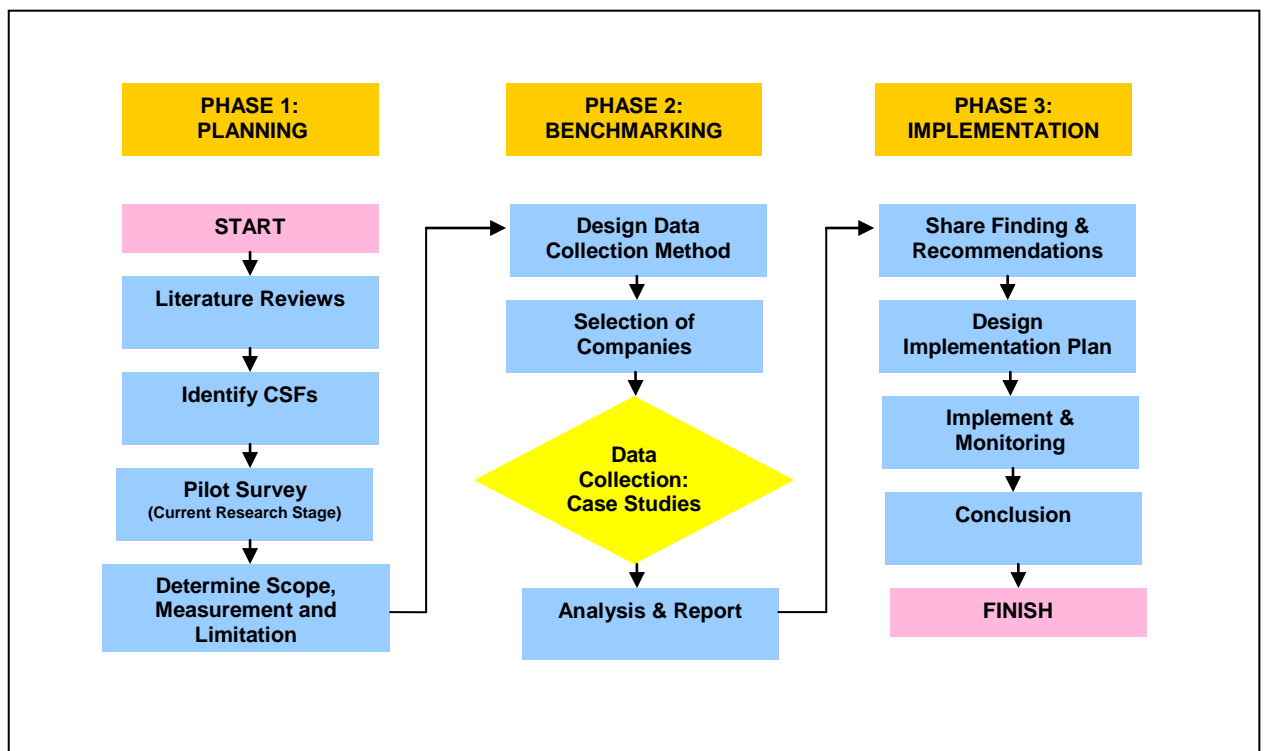 PHASE 1:
PLANNING
START
Literature Reviews
Identify CSFs
Pilot Survey
(Current Research Stage)
Determine Scope,
Measurement and
Limitation
PHASE 2:
BENCHMARKING
Design Data
Collection Method
Selection of
Companies
Data
Collection:
Case Studies
Analysis & Report
PHASE 3:
IMPLEMENTATION
Share Finding &
Recommendations
Design
Implementation Plan
Implement &
Monitoring
Conclusion
FINISH